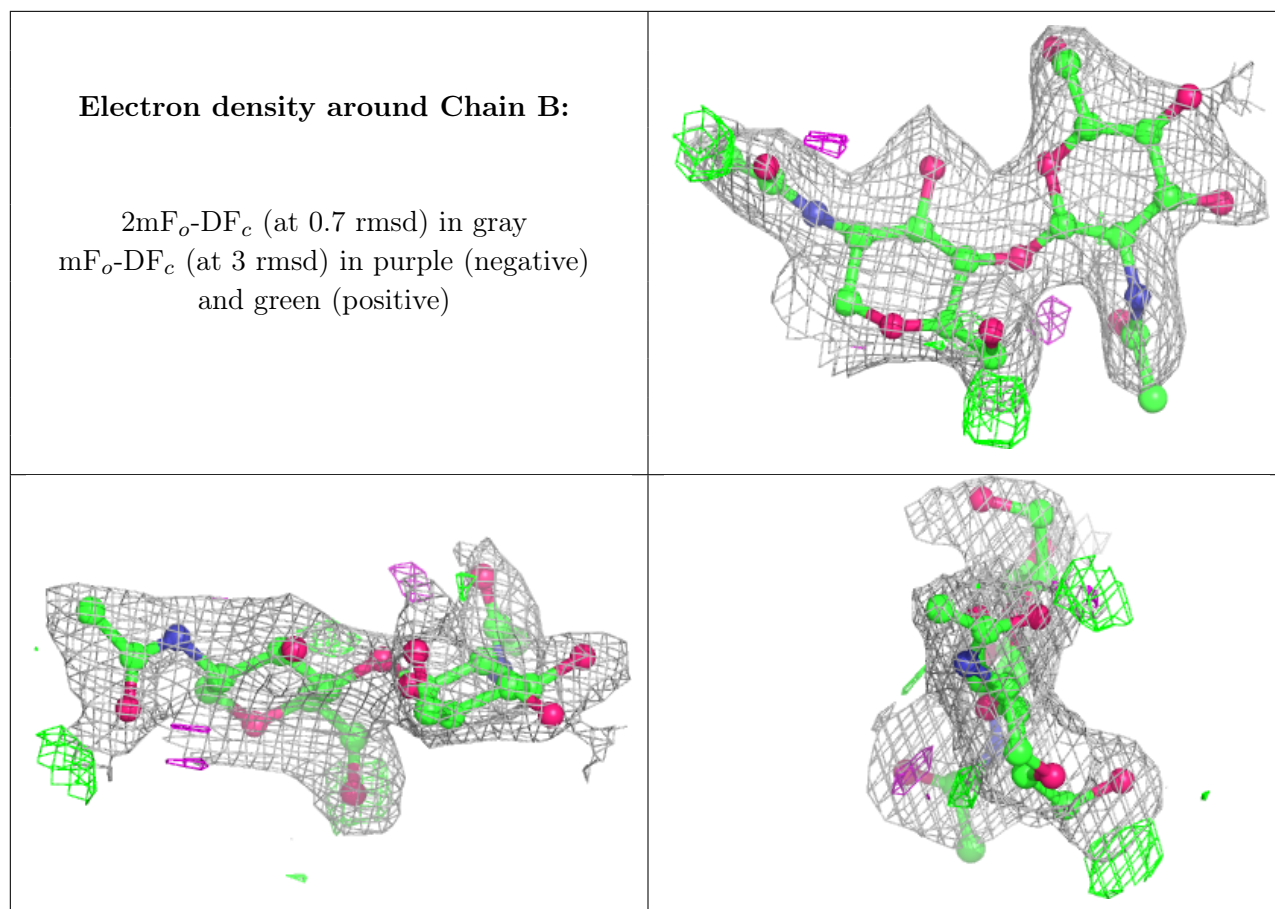 Electron density around Chain B:
2mFo-DFc (at 0.7 rmsd) in gray
mFo-DFc (at 3 rmsd) in purple (negative)
and green (positive)